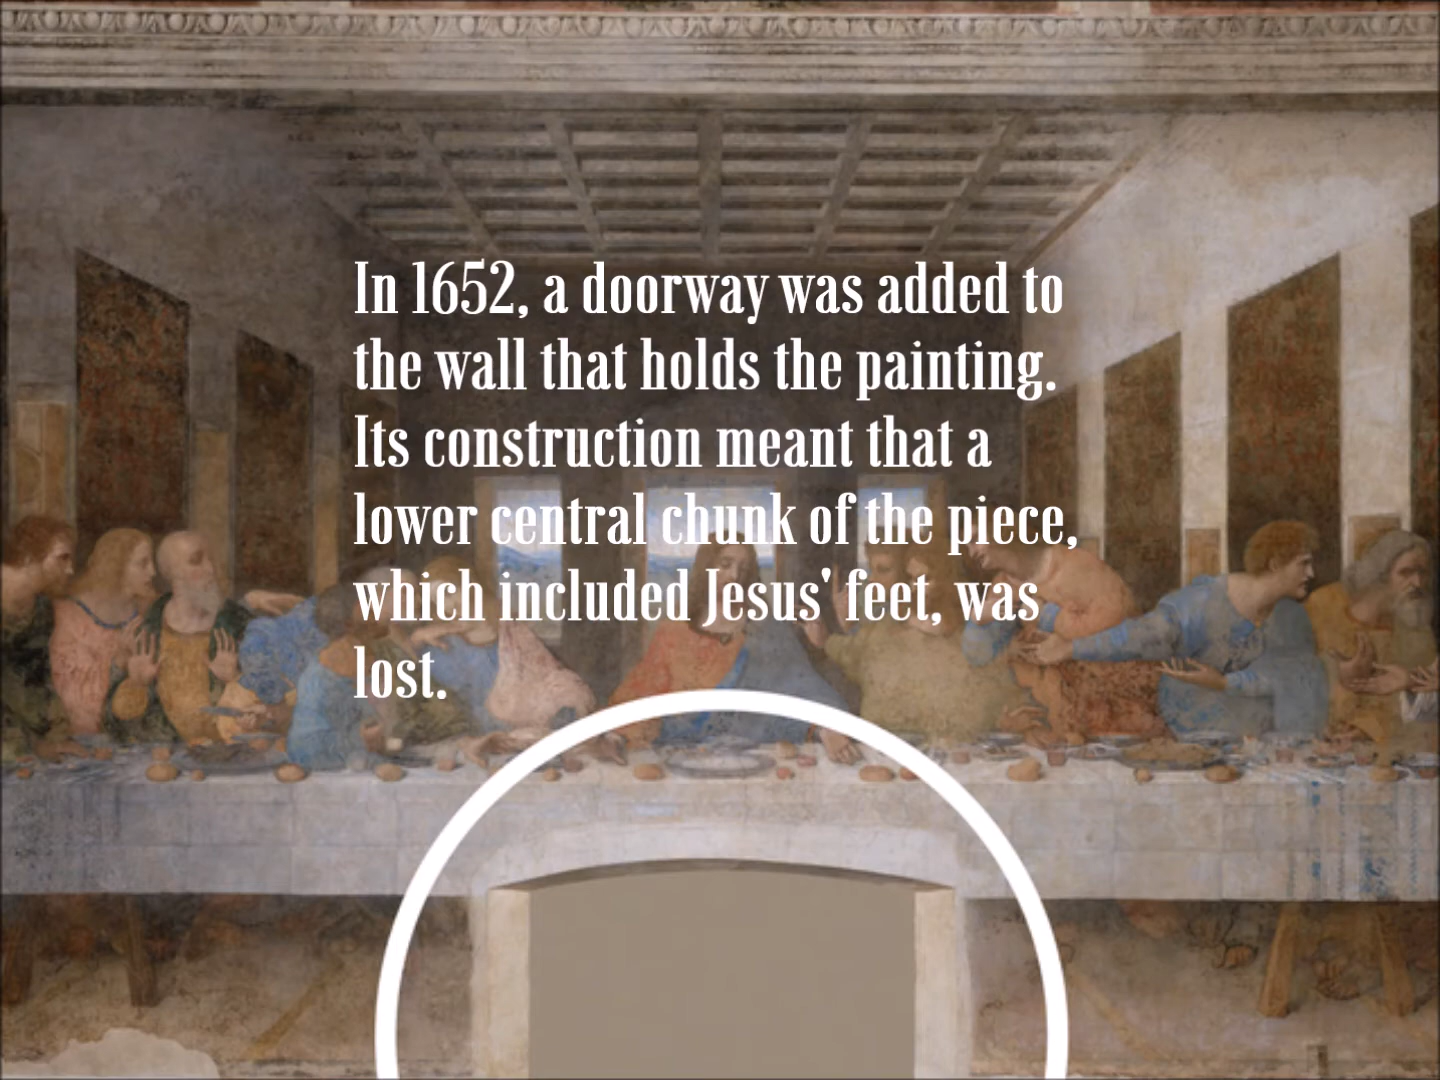 In 1652, a doorway was added to
the wall that holds the painting.
Its construction meant that a
lower central chunk of the piece,
which included Jesus' feet, was
lost.